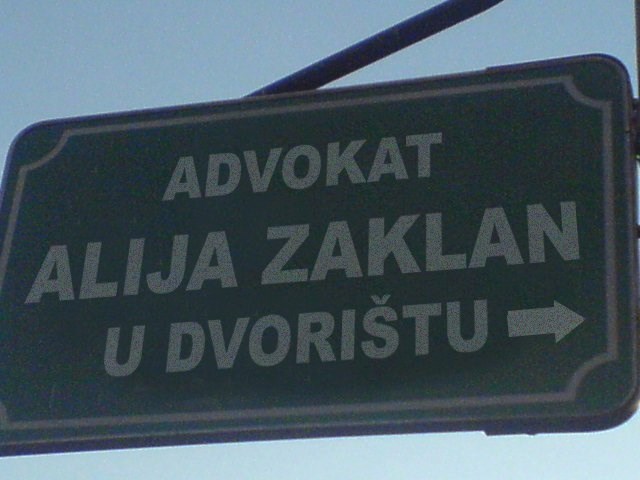 ADVOKAT
ALIJA ZAKLAN
U DVORIŠTU